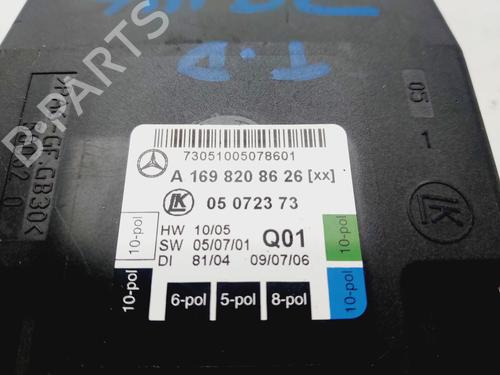 T.D
B-Parts
05 1
LK
73051005078601
A 169 820 86 26 [xx]
LK 05 0723 73
HW 10/05
SW 05/07/01 Q01
DI 81/04 09/07/06
10-pol
10-pol
10-pol
10-pol
6-pol 5-pol 8-pol